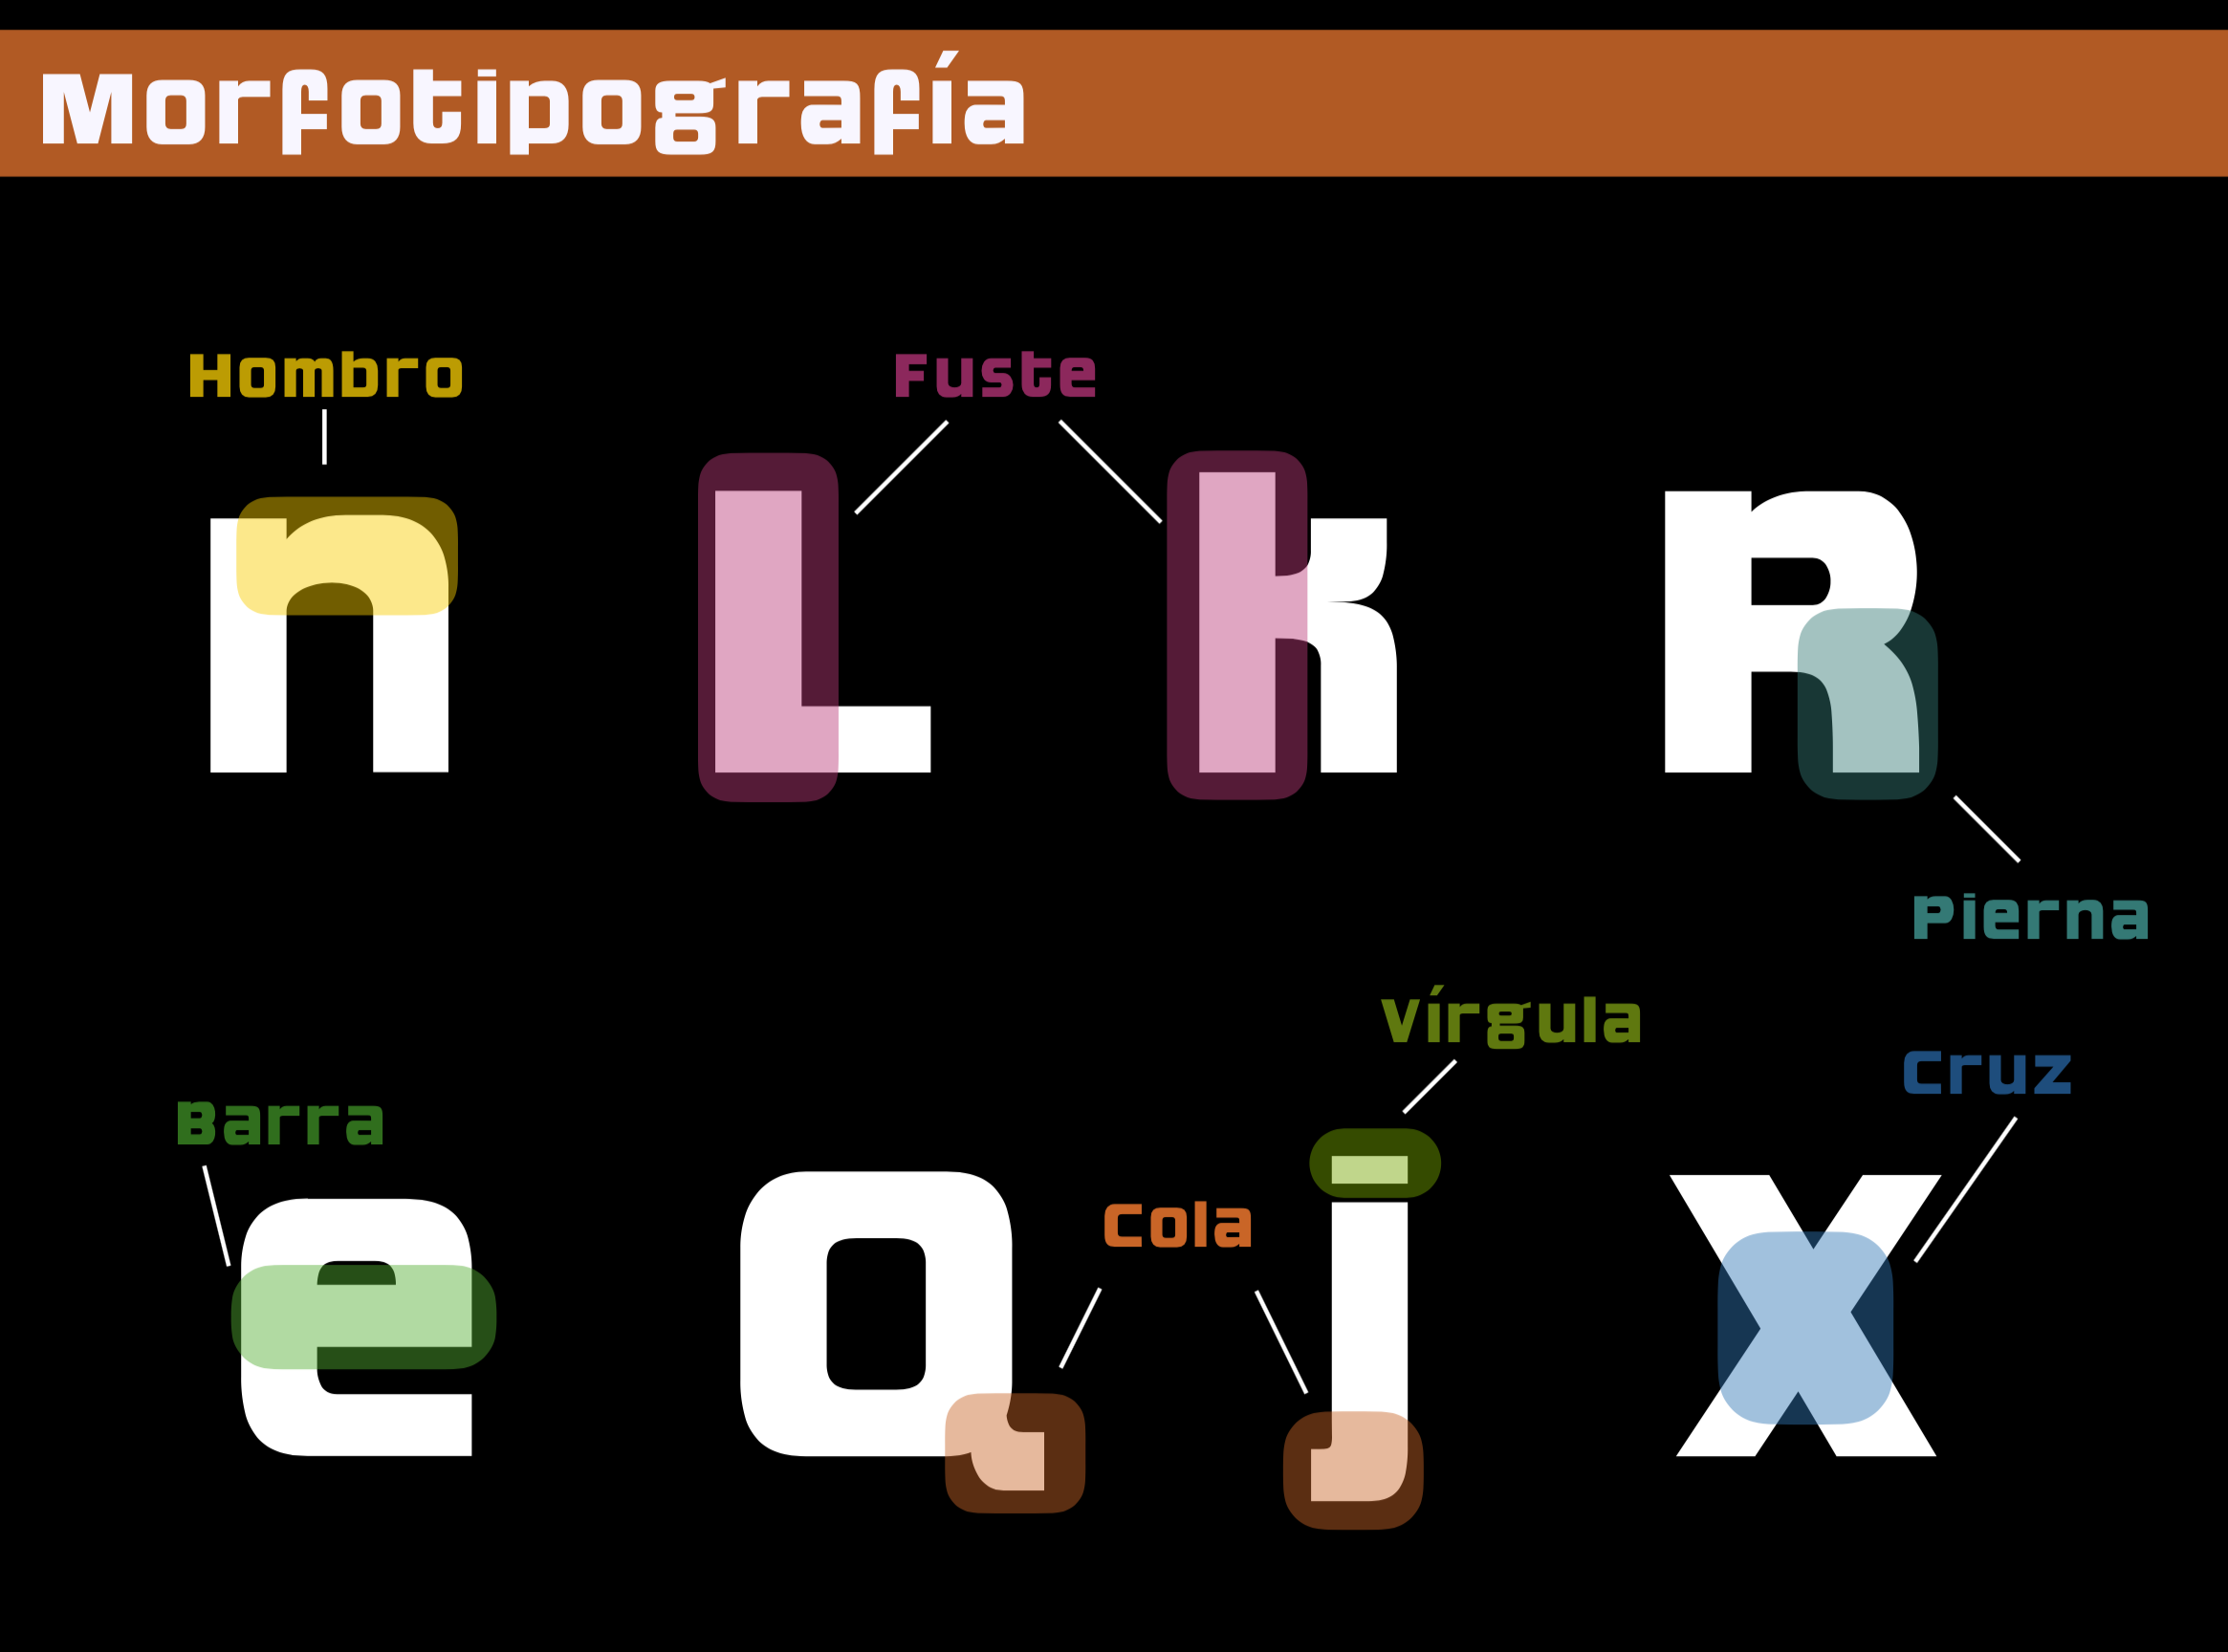 Morfotipografía
Hombro
Fuste
n L k R
Pierna
Vírgula
Cruz
Barra
Cola
e Q j x